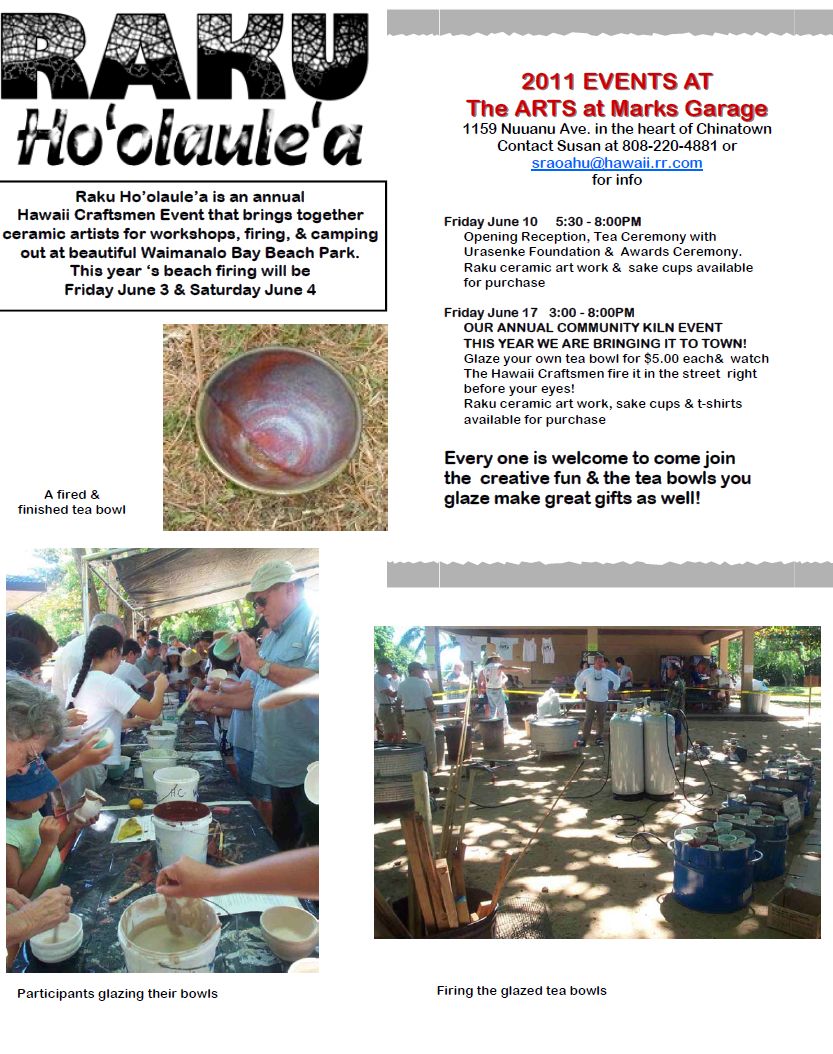 RAKU
Ho‘olaule‘a
Raku Ho’olaule’a is an annual
Hawaii Craftsmen Event that brings together
ceramic artists for workshops, firing, & camping
out at beautiful Waimanalo Bay Beach Park.
This year ‘s beach firing will be
Friday June 3 & Saturday June 4
A fired &
finished tea bowl
Participants glazing their bowls
2011 EVENTS AT
The ARTS at Marks Garage
1159 Nuuanu Ave. in the heart of Chinatown
Contact Susan at 808-220-4881 or
sraoahu@hawaii.rr.com
for info
Friday June 10 5:30 - 8:00PM
Opening Reception, Tea Ceremony with
Urasenke Foundation & Awards Ceremony.
Raku ceramic art work & sake cups available
for purchase
Friday June 17 3:00 - 8:00PM
OUR ANNUAL COMMUNITY KILN EVENT
THIS YEAR WE ARE BRINGING IT TO TOWN!
Glaze your own tea bowl for $5.00 each& watch
The Hawaii Craftsmen fire it in the street right
before your eyes!
Raku ceramic art work, sake cups & t-shirts
available for purchase
Every one is welcome to come join
the creative fun & the tea bowls you
glaze make great gifts as well!
Firing the glazed tea bowls